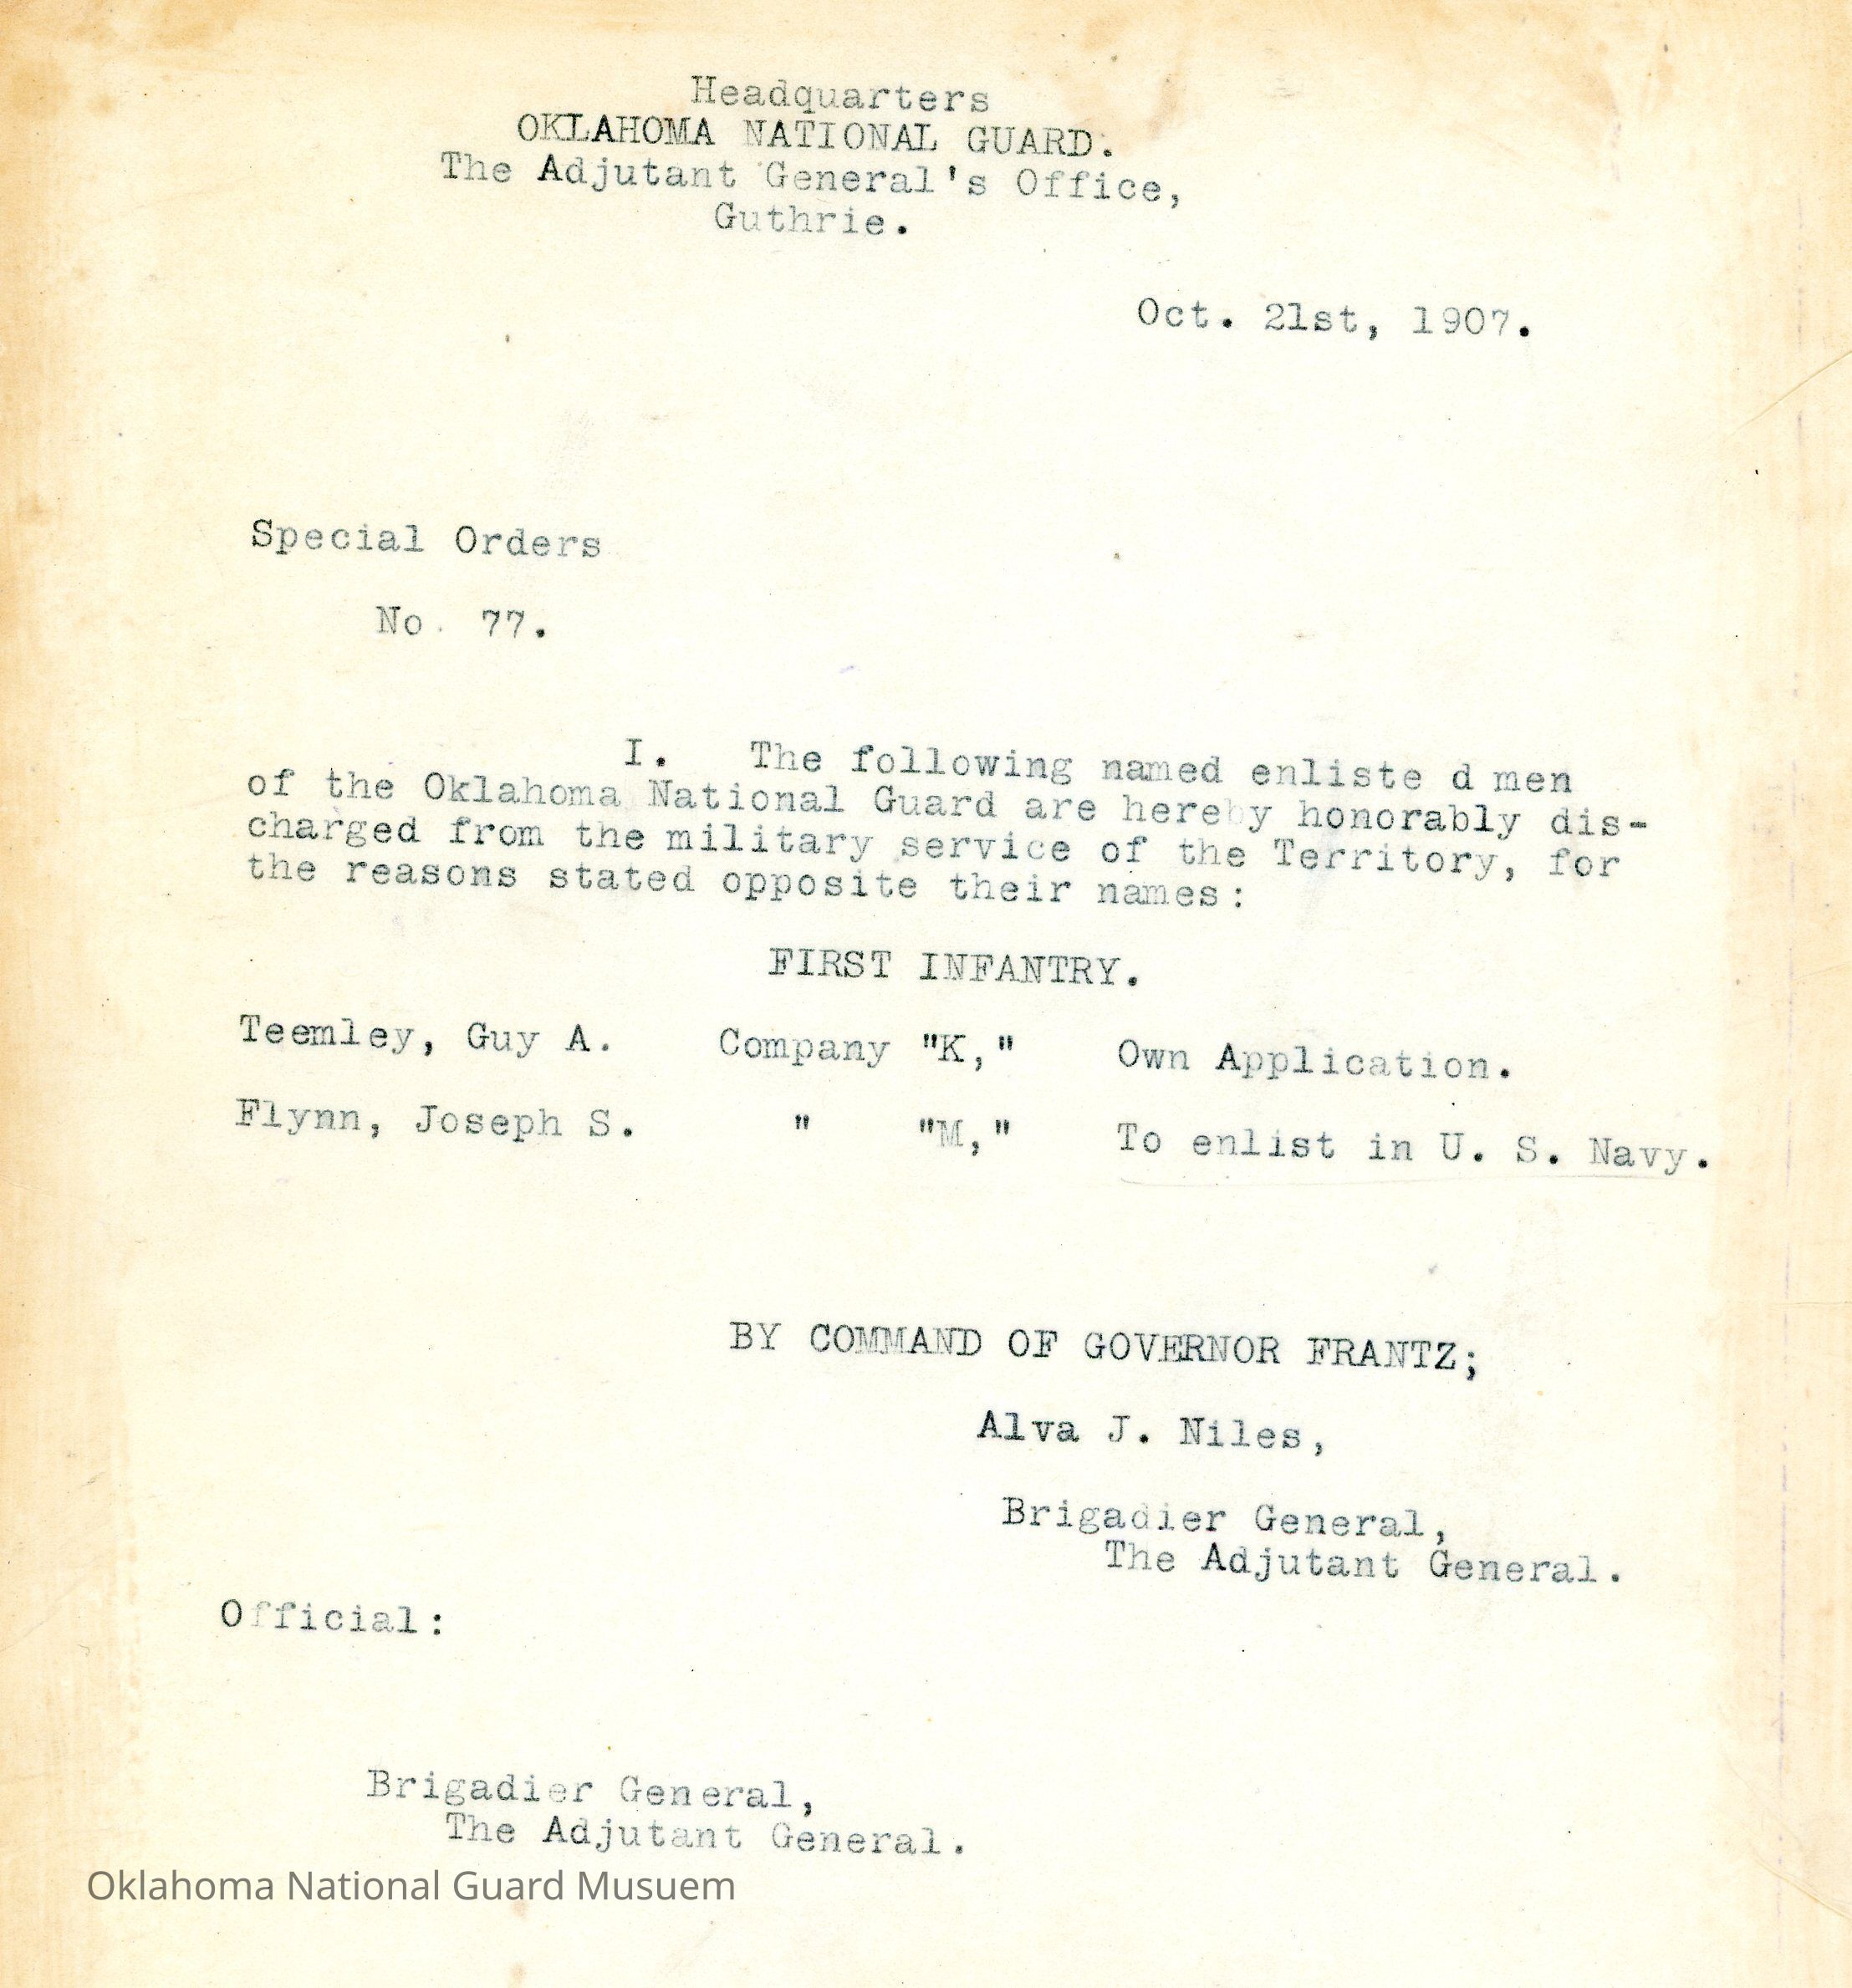 Headquarters
OKLAHOMA NATIONAL GUARD.
The Adjutant General's Office,
Guthrie.
Oct. 21st, 1907.
Special Orders
No. 77.
I. The following named enliste d men
of the Oklahoma National Guard are hereby honorably dis-
charged from the military service of the Territory, for
the reasons stated opposite their names:
FIRST INFANTRY.
Teemley, Guy A. Company "K," Own Application.
Flynn, Joseph S. " "M," To enlist in U. S. Navy.
BY COMMAND OF GOVERNOR FRANTZ;
Alva J. Niles,
Brigadier General,
The Adjutant General.
Official:
Brigadier General,
The Adjutant General.
Oklahoma National Guard Musuem